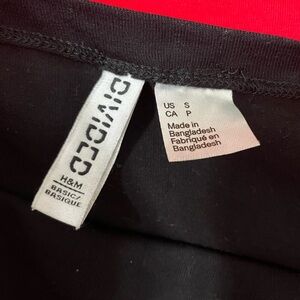 DIVIDED
H&M
BASIC/
BASIQUE
US S
CA P
Made in
Bangladesh
Fabriqué en
Bangladesh